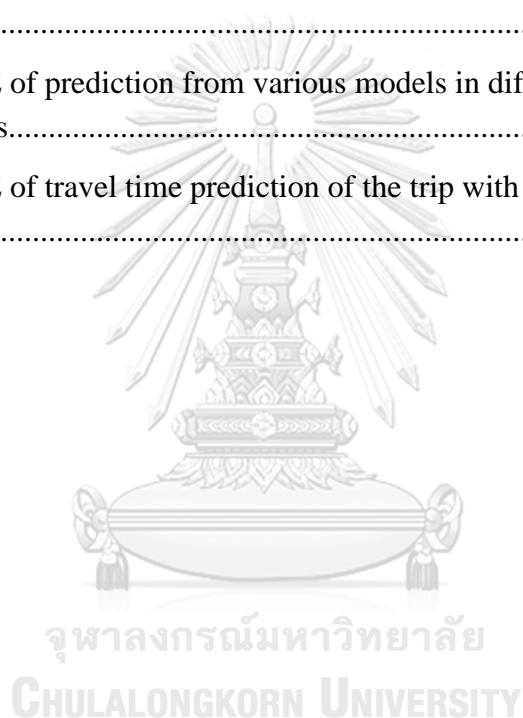 ..................................................................
of prediction from various models in dif
s.................................................................
of travel time prediction of the trip with
..................................................................
จุฬาลงกรณ์มหาวิทยาลัย
CHULALONGKORN UNIVERSITY